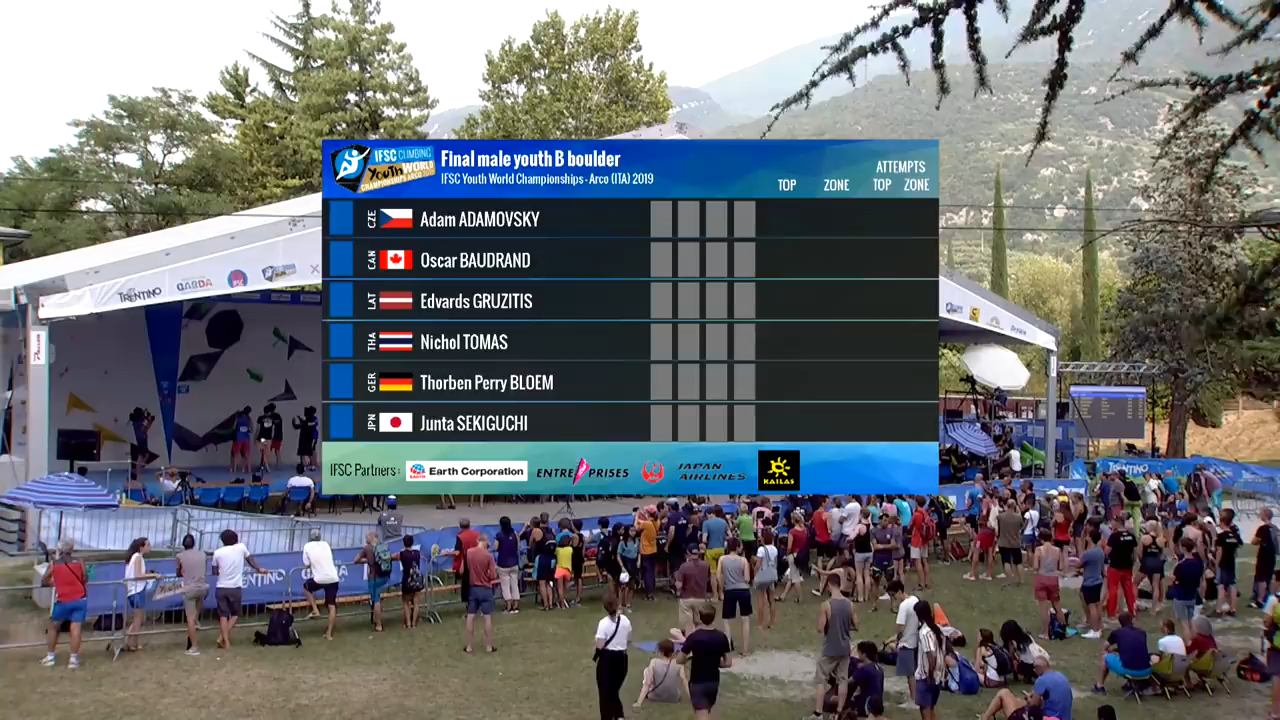 IFSC CLIMBING
Youth WORLD
CHAMPIONSHIPS ARCO 2019
Final male youth B boulder
IFSC Youth World Championships - Arco (ITA) 2019
ATTEMPTS
TOP ZONE TOP ZONE
CZE Adam ADAMOVSKY
CAN Oscar BAUDRAND
LAT Edvards GRUZITIS
THA Nichol TOMAS
GER Thorben Perry BLOEM
JPN Junta SEKIGUCHI
IFSC Partners: Earth Corporation ENTRE PRISES JAPAN AIRLINES KAILAS
TRENTINO
TRENTINO
TRENTINO